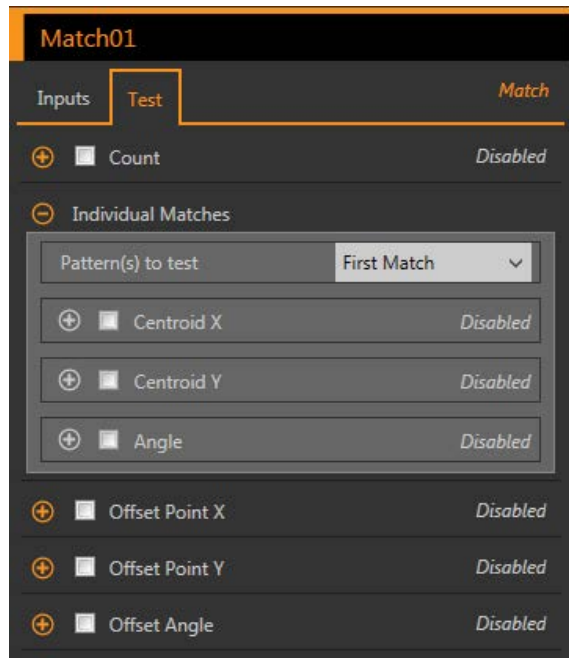 Match01
Inputs Test Match
Count Disabled
Individual Matches
Pattern(s) to test First Match
Centroid X Disabled
Centroid Y Disabled
Angle Disabled
Offset Point X Disabled
Offset Point Y Disabled
Offset Angle Disabled